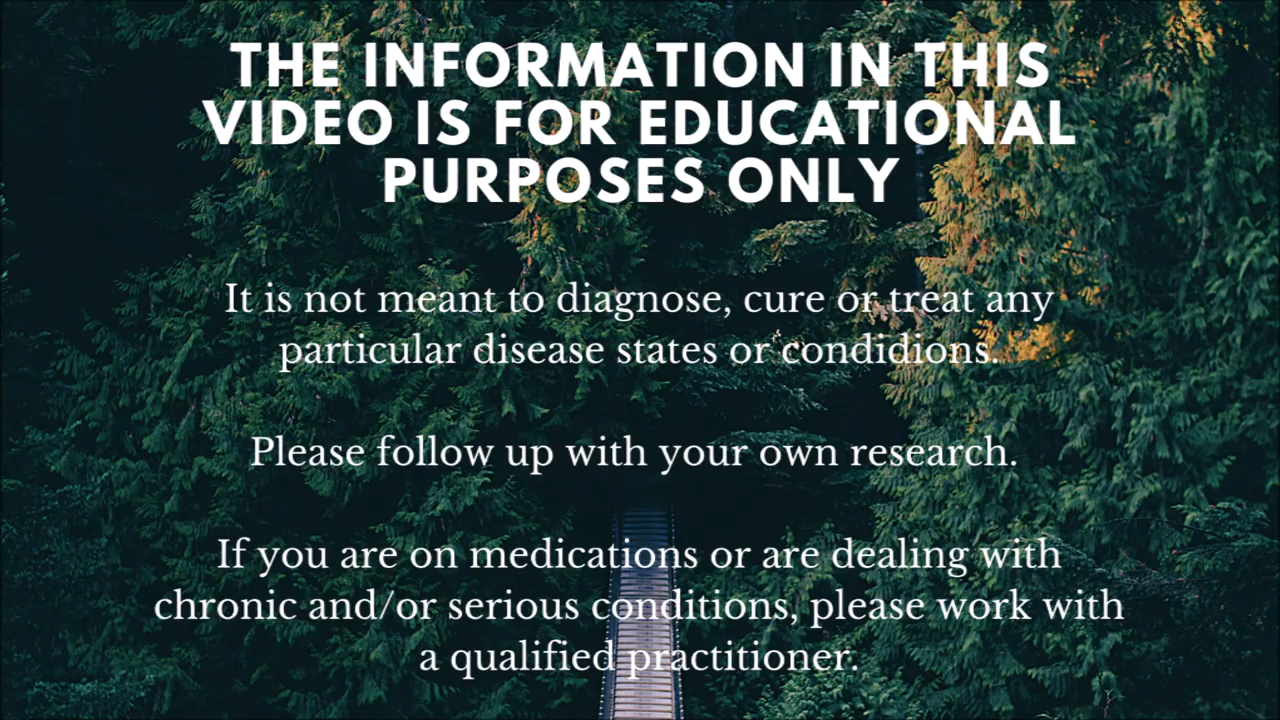 THE INFORMATION IN THIS
VIDEO IS FOR EDUCATIONAL
PURPOSES ONLY
It is not meant to diagnose, cure or treat any
particular disease states or condidions.
Please follow up with your own research.
If you are on medications or are dealing with
chronic and/or serious conditions, please work with
a qualified practitioner.